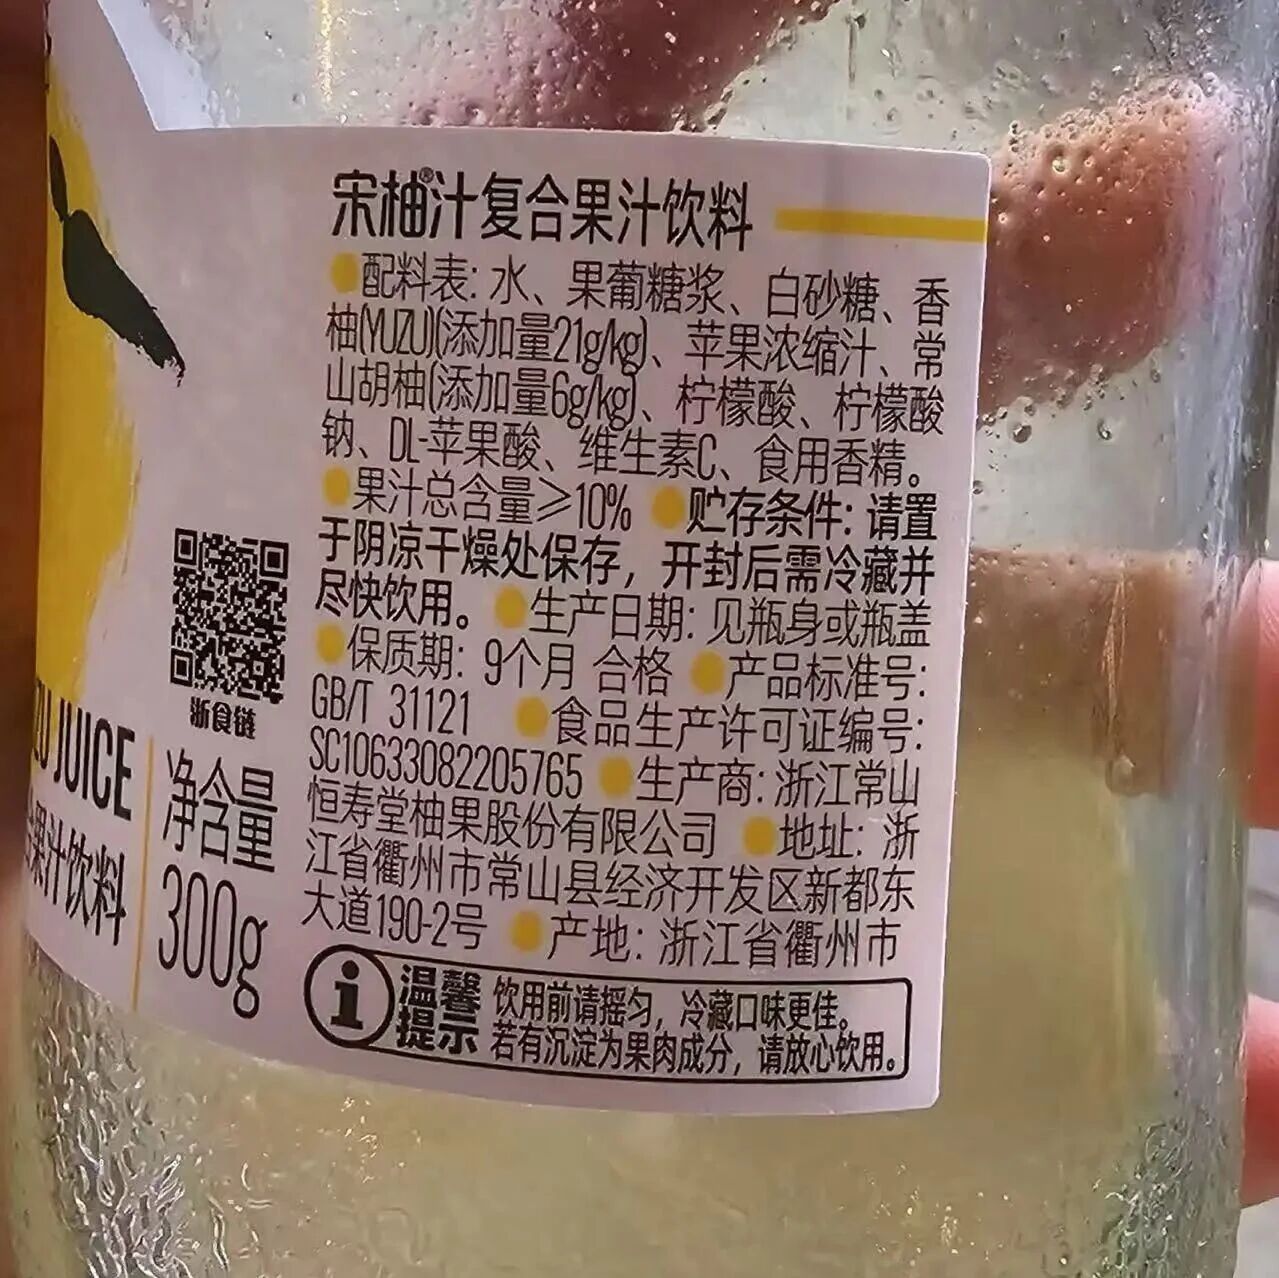 宋柚®汁复合果汁饮料
●配料表: 水、果葡糖浆、白砂糖、香
柚(YUZU)(添加量21g/kg)、苹果浓缩汁、常
山胡柚(添加量6g/kg)、柠檬酸、柠檬酸
钠、DL-苹果酸、维生素C、食用香精。
●果汁总含量≥10% ●贮存条件: 请置
于阴凉干燥处保存，开封后需冷藏并
尽快饮用。 ●生产日期: 见瓶身或瓶盖
●保质期: 9个月 合格 ●产品标准号:
GB/T 31121 ●食品生产许可证编号:
SC10633082205765 ●生产商: 浙江常山
恒寿堂柚果股份有限公司 ●地址: 浙
江省衢州市常山县经济开发区新都东
大道190-2号 ●产地: 浙江省衢州市
温馨
提示
饮用前请摇匀，冷藏口味更佳。
若有沉淀为果肉成分，请放心饮用。
浙食链
净含量
300g
JUICE
果汁饮料